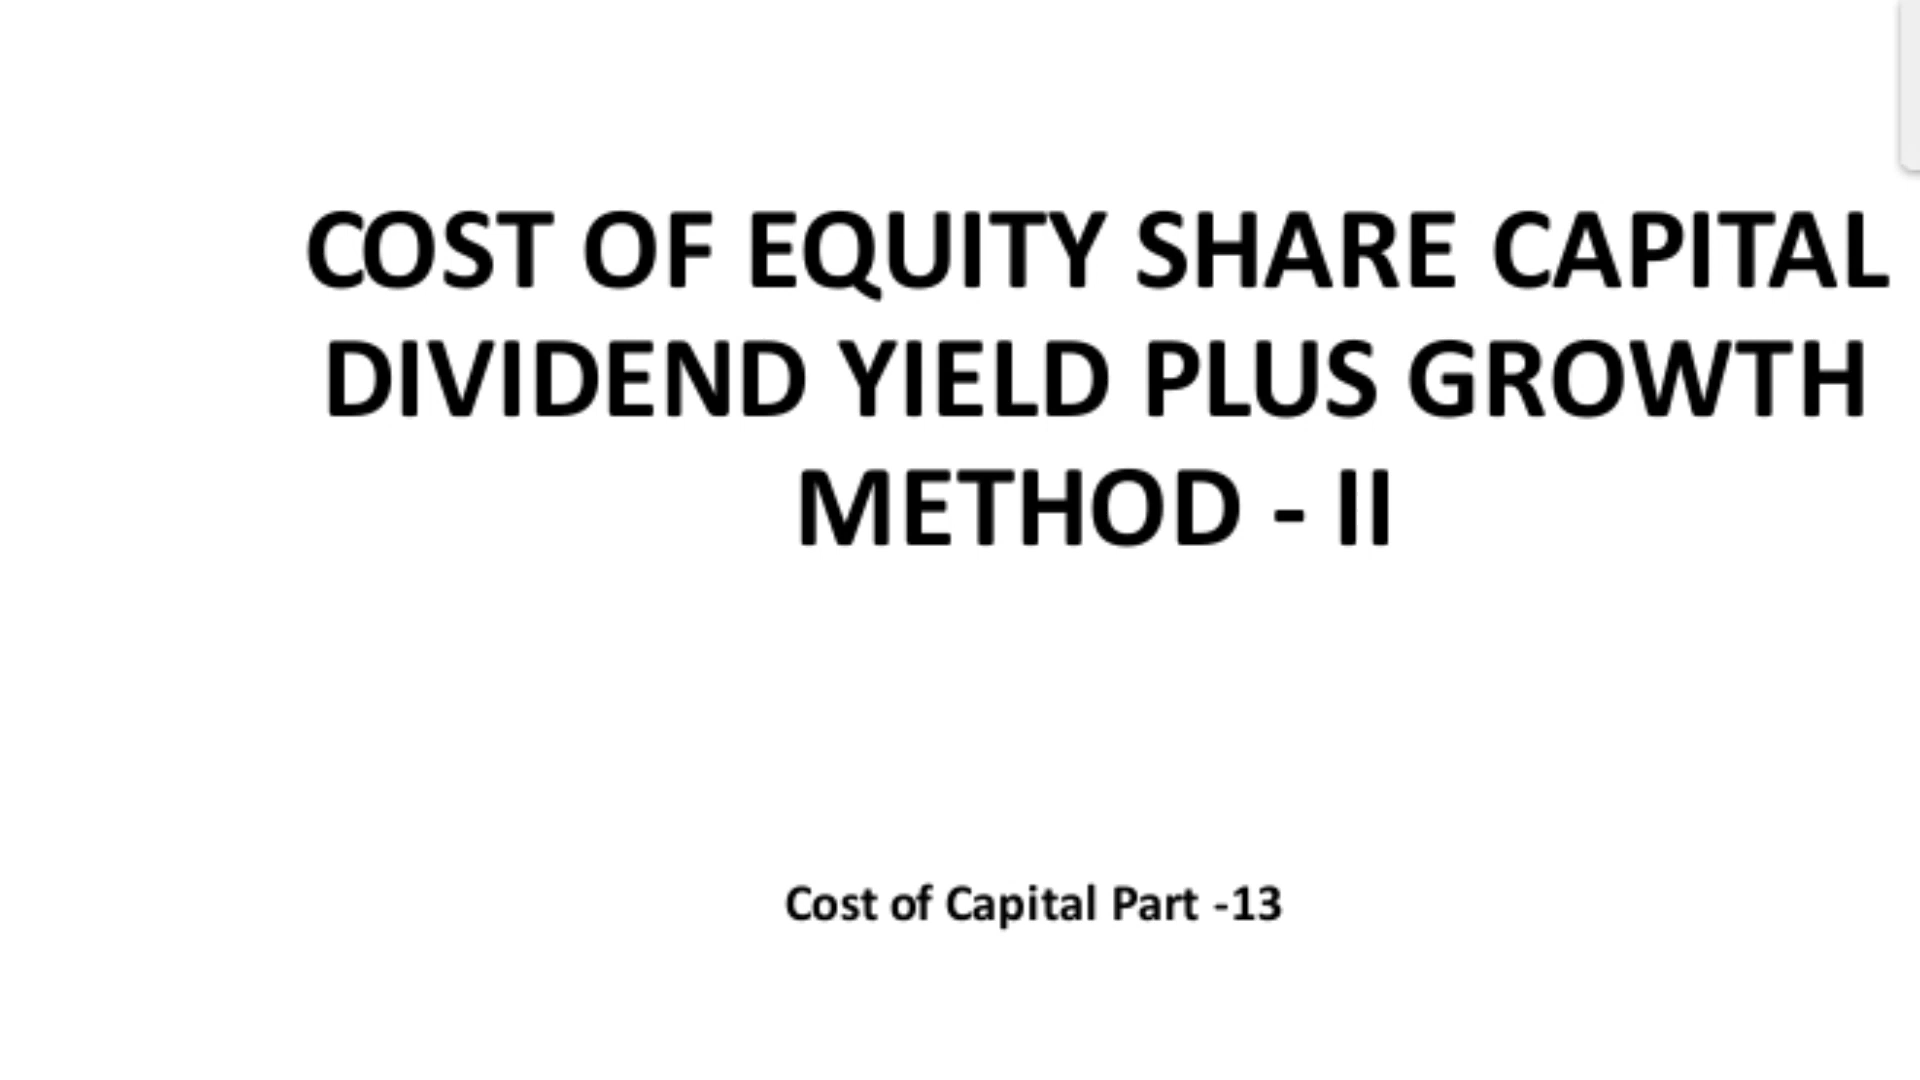 COST OF EQUITY SHARE CAPITAL
DIVIDEND YIELD PLUS GROWTH
METHOD - II
Cost of Capital Part -13